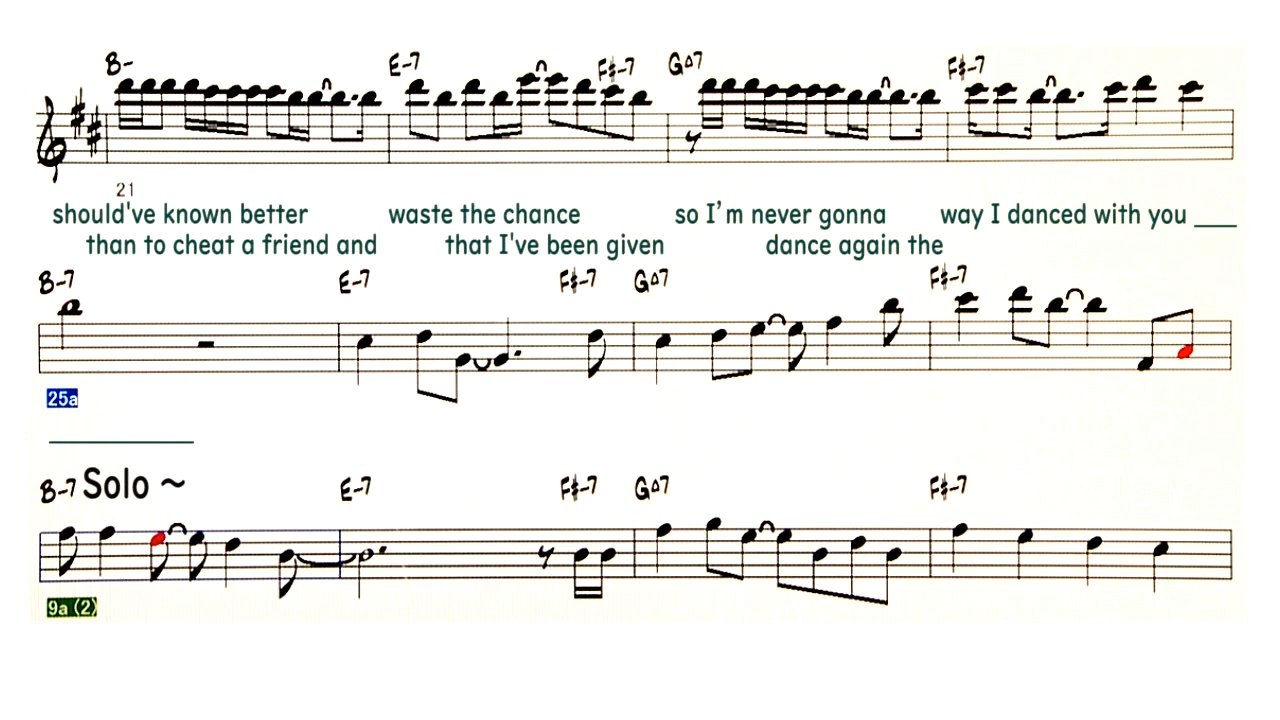 B- E-7 F#-7 G△7 F#-7
21
should've known better waste the chance so I'm never gonna way I danced with you ___
than to cheat a friend and that I've been given dance again the
B-7 E-7 F#-7 G△7 F#-7
25a
B-7 Solo ~ E-7 F#-7 G△7 F#-7
9a (2)